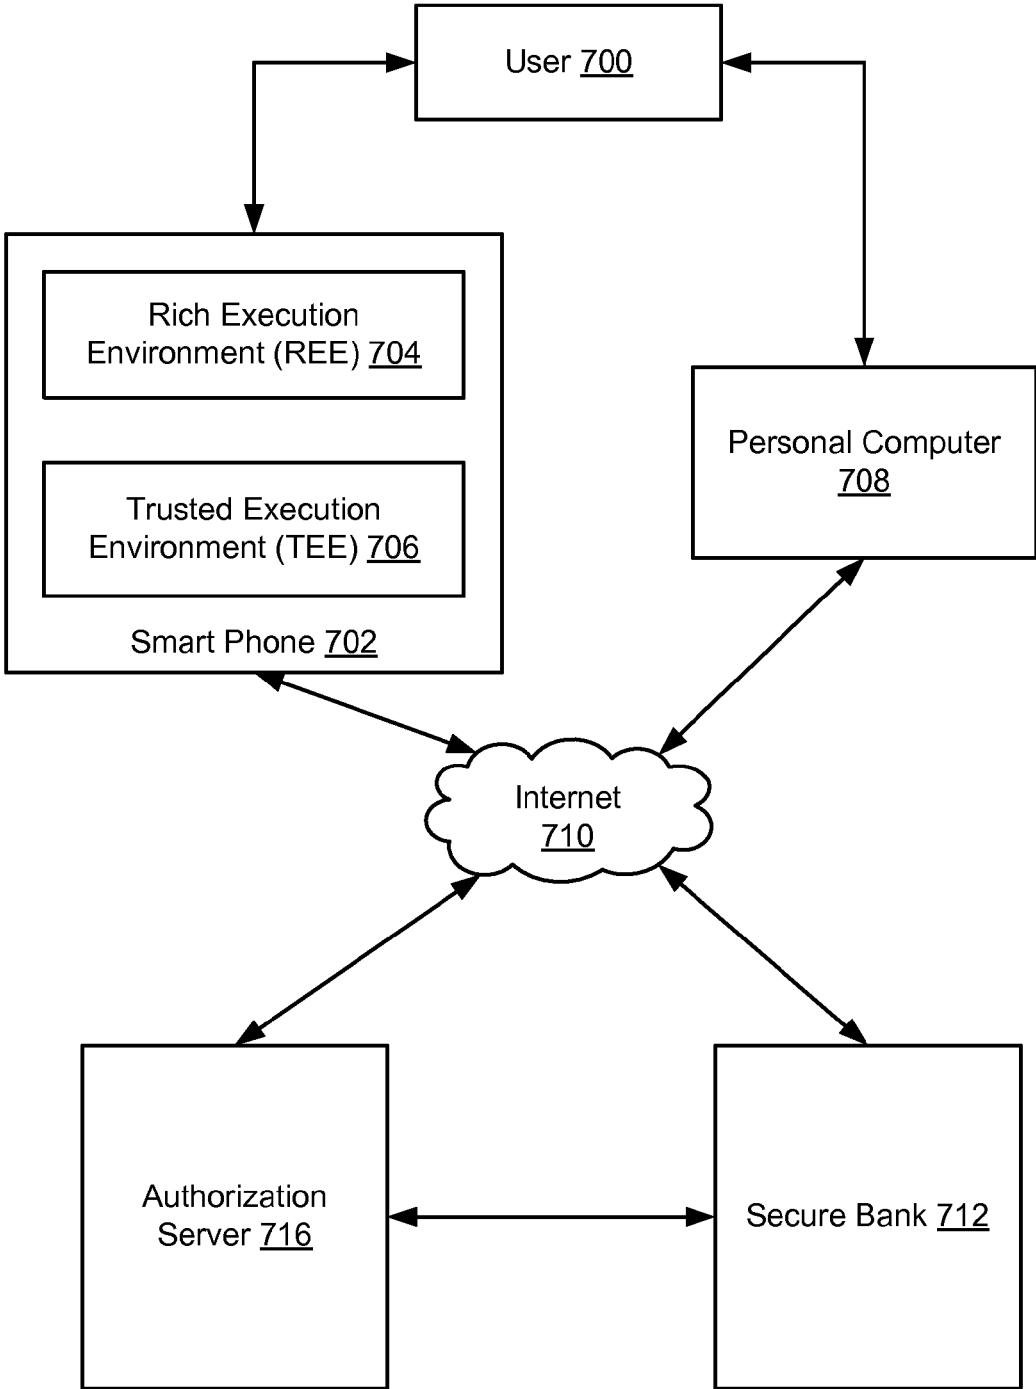 User 700
Rich Execution
Environment (REE) 704
Trusted Execution
Environment (TEE) 706
Smart Phone 702
Personal Computer
708
Internet
710
Authorization
Server 716
Secure Bank 712